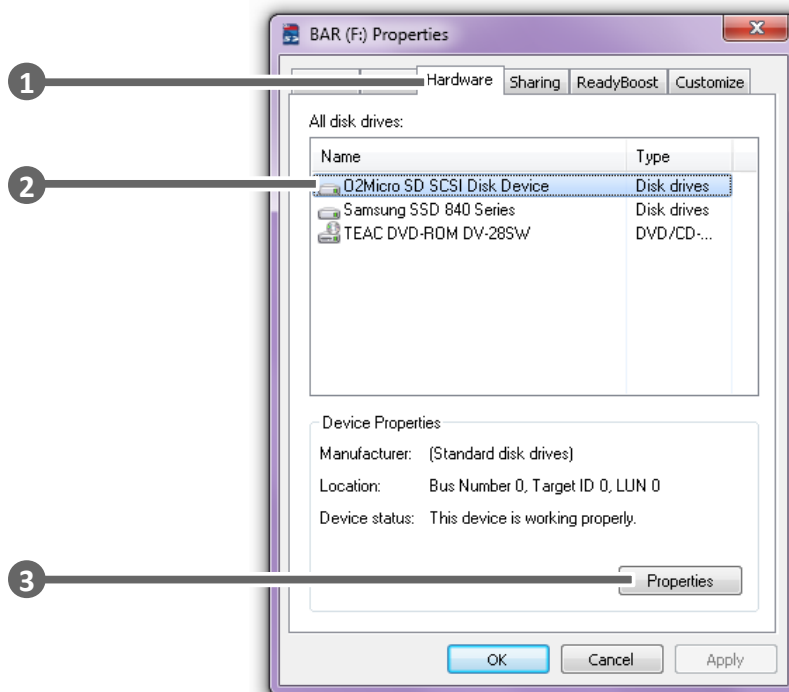 BAR (F:) Properties
1
Hardware Sharing ReadyBoost Customize
All disk drives:
Name Type
2
O2Micro SD SCSI Disk Device Disk drives
Samsung SSD 840 Series Disk drives
TEAC DVD-ROM DV-28SW DVD/CD-...
Device Properties
Manufacturer: (Standard disk drives)
Location: Bus Number 0, Target ID 0, LUN 0
Device status: This device is working properly.
3
Properties
OK Cancel Apply